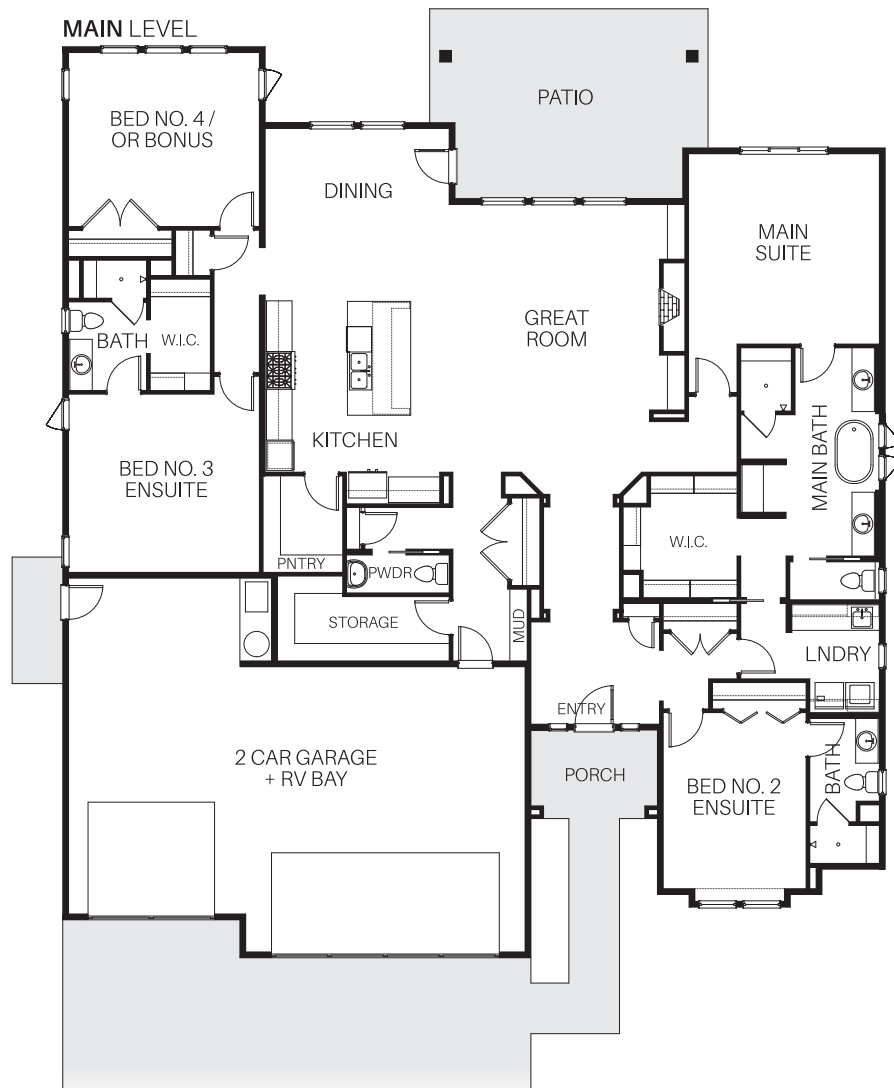 MAIN LEVEL
PATIO
BED NO. 4 /
OR BONUS
DINING
MAIN
SUITE
GREAT
ROOM
BATH
W.I.C.
KITCHEN
MAIN BATH
BED NO. 3
ENSUITE
W.I.C.
PNTRY
PWDR
STORAGE
MUD
LNDRY
ENTRY
2 CAR GARAGE
+ RV BAY
PORCH
BED NO. 2
ENSUITE
BATH